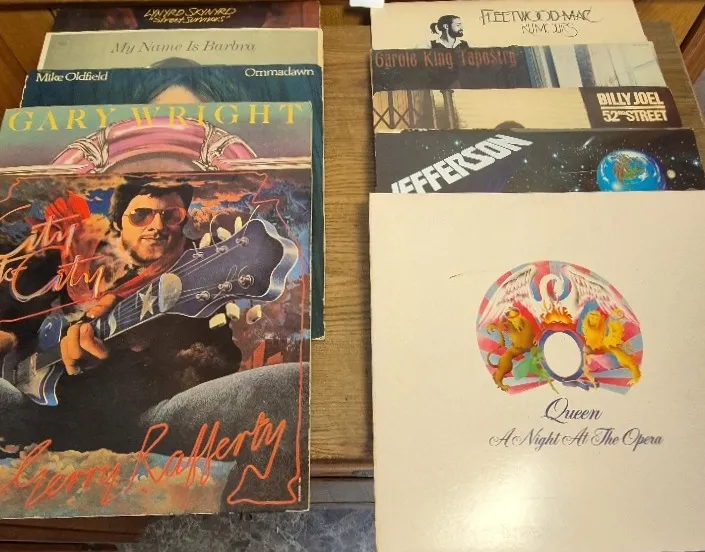 LYNYRD SKYNYRD
"Street Survivors"
My Name Is Barbra
Mike Oldfield
Ommadawn
GARY WRIGHT
City
to City
Gerry Rafferty
FLEETWOOD MAC
RUMOURS
Carole King Tapestry
BILLY JOEL
52ND STREET
JEFFERSON
Queen
A Night At The Opera